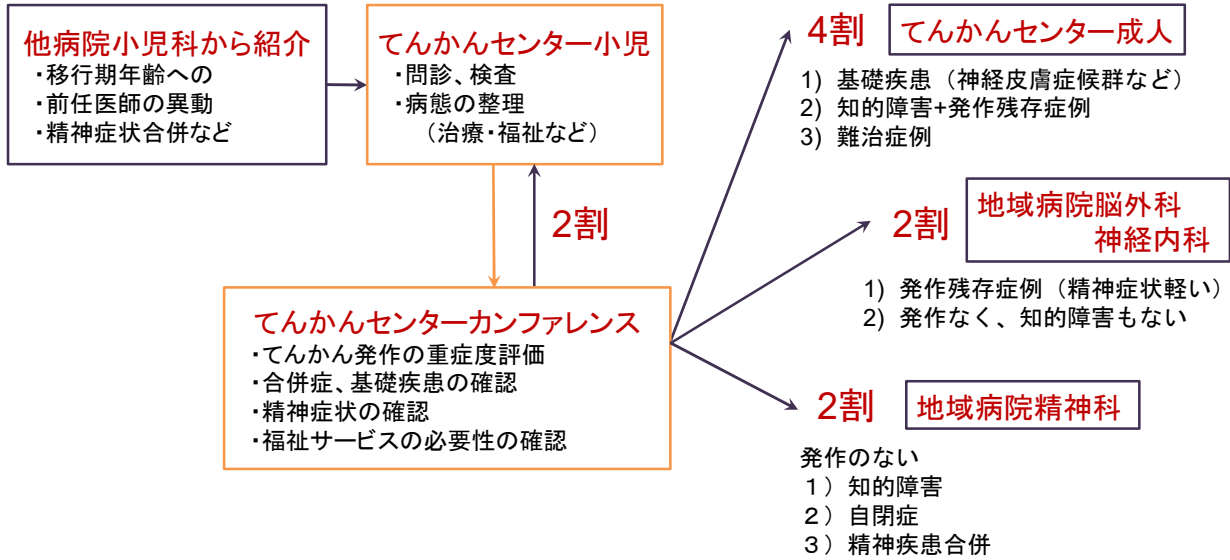 他病院小児科から紹介
・移行期年齢への
・前任医師の異動
・精神症状合併など
てんかんセンター小児
・問診、検査
・病態の整理
（治療・福祉など）
2割
てんかんセンターカンファレンス
・てんかん発作の重症度評価
・合併症、基礎疾患の確認
・精神症状の確認
・福祉サービスの必要性の確認
4割 てんかんセンター成人
1) 基礎疾患（神経皮膚症候群など）
2) 知的障害+発作残存症例
3) 難治症例
2割 地域病院脳外科
神経内科
1) 発作残存症例（精神症状軽い）
2) 発作なく、知的障害もない
2割 地域病院精神科
発作のない
１）知的障害
２）自閉症
３）精神疾患合併